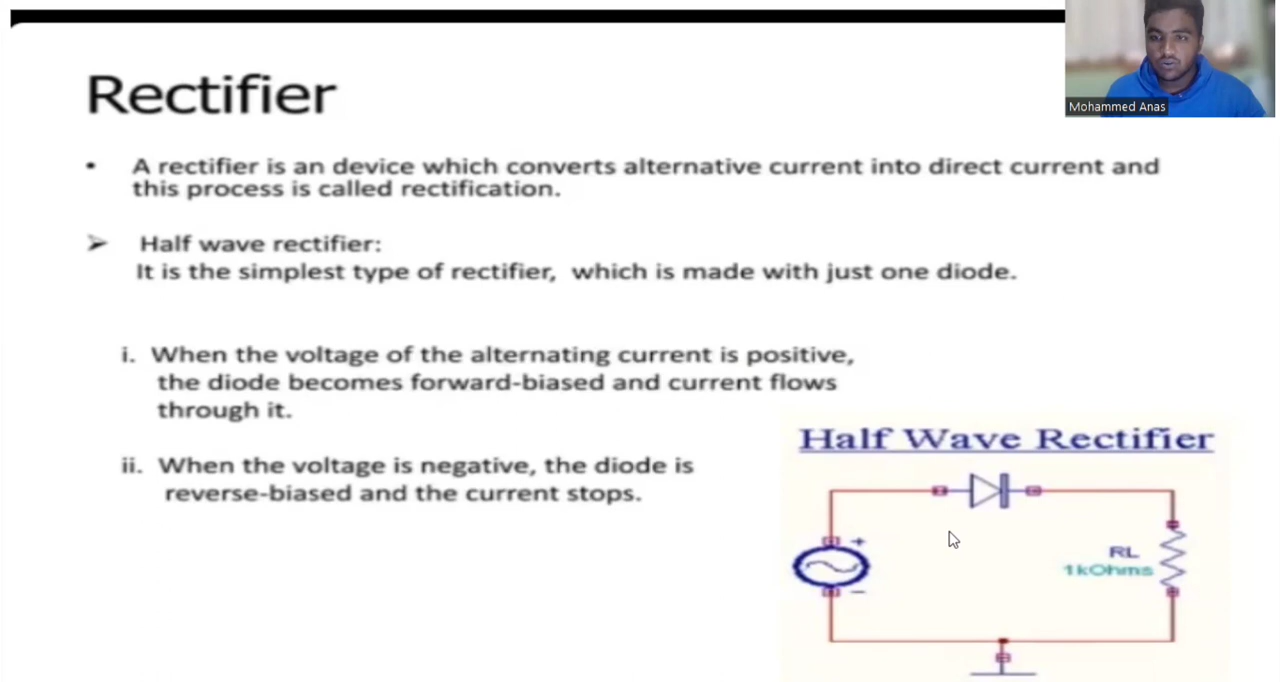 Mohammed Anas
Rectifier
• A rectifier is an device which converts alternative current into direct current and
this process is called rectification.
➤ Half wave rectifier:
It is the simplest type of rectifier, which is made with just one diode.
i. When the voltage of the alternating current is positive,
the diode becomes forward-biased and current flows
through it.
ii. When the voltage is negative, the diode is
reverse-biased and the current stops.
Half Wave Rectifier
+
RL
1kOhms
−